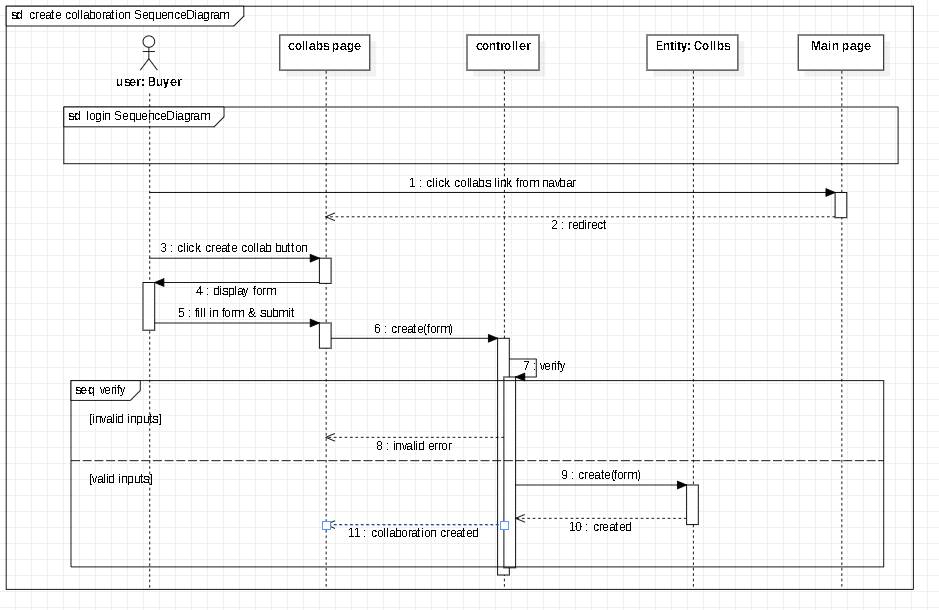 sd create collaboration SequenceDiagram
collabs page
controller
Entity: Collbs
Main page
user: Buyer
sd login SequenceDiagram
1 : click collabs link from navbar
2 : redirect
3 : click create collab button
4 : display form
5 : fill in form & submit
6 : create(form)
7 : verify
seq verify
[invalid inputs]
8 : invalid error
[valid inputs]
9 : create(form)
10 : created
11 : collaboration created